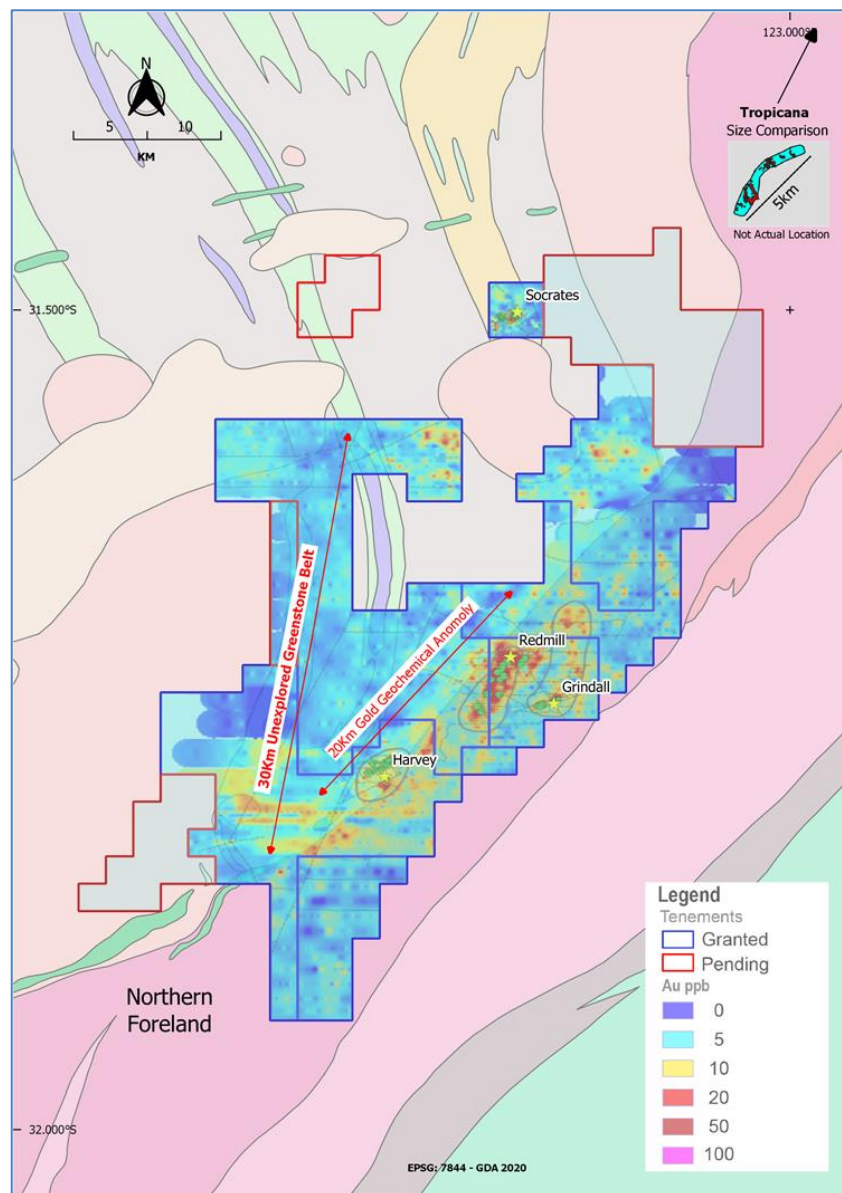 123.000°E
N
5 10
KM
Tropicana
Size Comparison
5km
Not Actual Location
31.500°S
Socrates
30Km Unexplored Greenstone Belt
20Km Gold Geochemical Anomoly
Redmill
Grindall
Harvey
Northern
Foreland
Legend
Tenements
Granted
Pending
Au ppb
0
5
10
20
50
100
32.000°S
EPSG: 7844 - GDA 2020